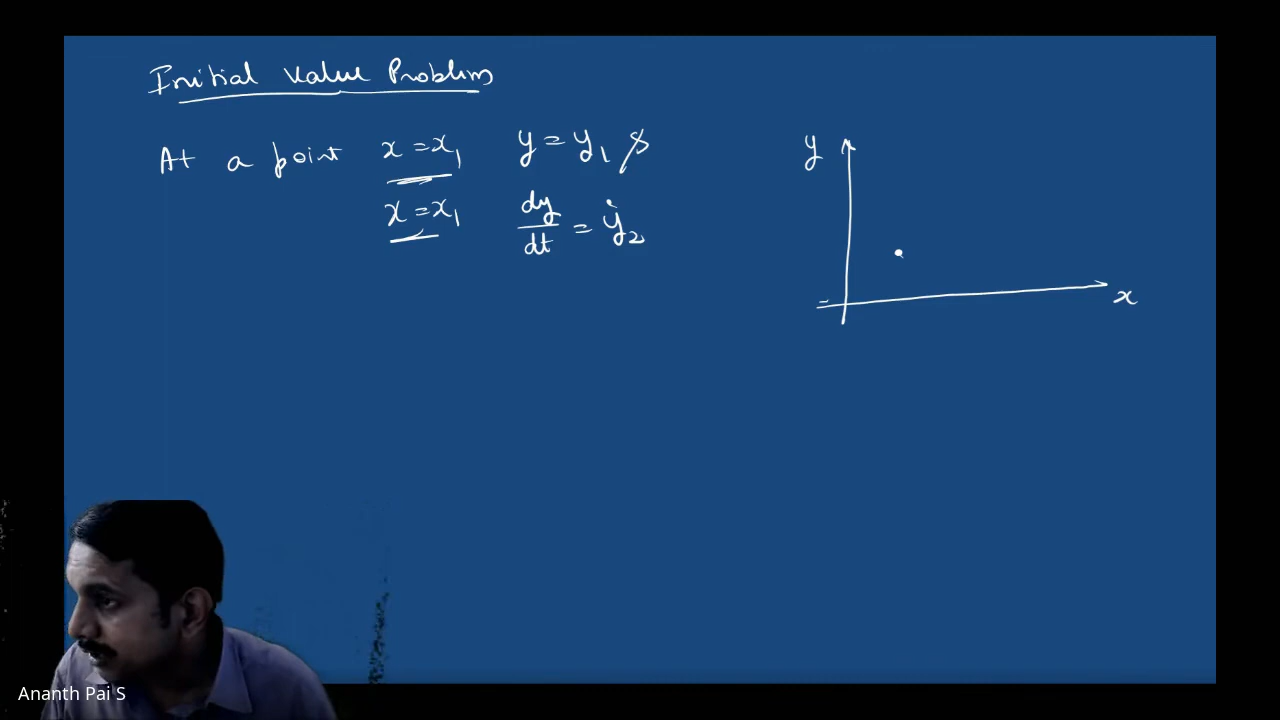 Initial Value Problem
At a point x = x₁ y = y₁ &
x = x₁ dy/dt = ẏ₂
y
x
Ananth Pai S